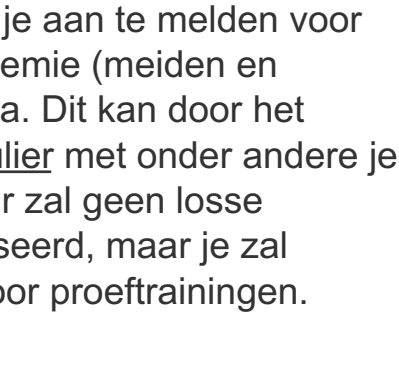 je aan te melden voor
emie (meiden en
a. Dit kan door het
lier met onder andere je
r zal geen losse
seerd, maar je zal
oor proeftrainingen.